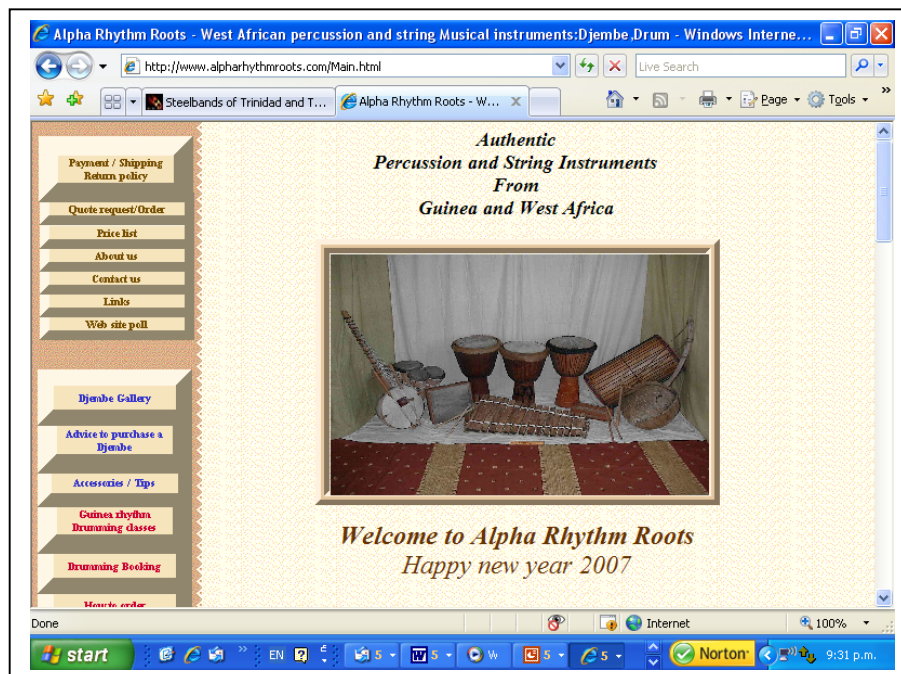 Alpha Rhythm Roots - West African percussion and string Musical instruments:Djembe,Drum - Windows Interne...
http://www.alpharhythmroots.com/Main.html
Live Search
Steelbands of Trinidad and T...
Alpha Rhythm Roots - W...
Page
Tools
Payment / Shipping
Return policy
Quote request/Order
Price list
About us
Contact us
Links
Web site poll
Djembe Gallery
Advice to purchase a
Djembe
Accessories / Tips
Guinea rhythm
Drumming classes
Drumming Booking
How to order
Authentic
Percussion and String Instruments
From
Guinea and West Africa
Welcome to Alpha Rhythm Roots
Happy new year 2007
Done
Internet
100%
start
EN
5
5
W
5
5
Norton
9:31 p.m.